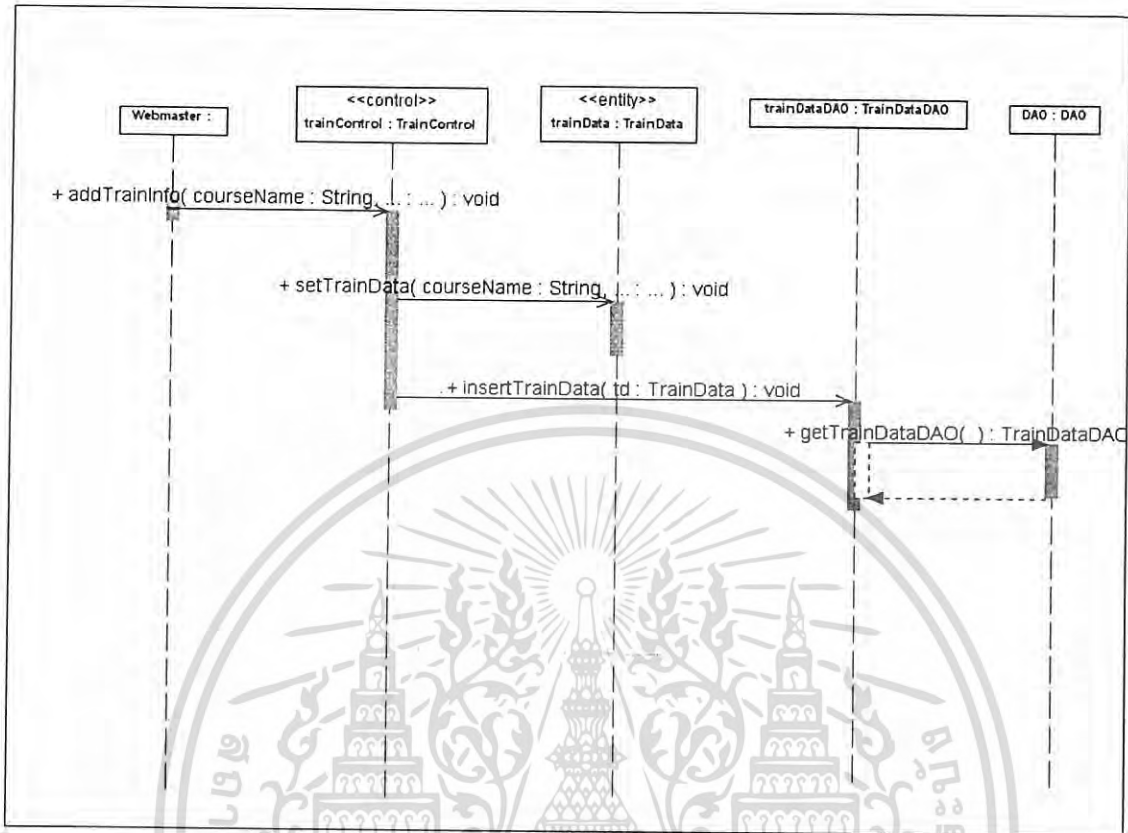 Webmaster :
<<control>>
trainControl : TrainControl
<<entity>>
trainData : TrainData
trainDataDAO : TrainDataDAO
DAO : DAO
+ addTrainInfo( courseName : String, ... : ... ) : void
+ setTrainData( courseName : String, ... : ... ) : void
+ insertTrainData( td : TrainData ) : void
+ getTrainDataDAO( ) : TrainDataDAO